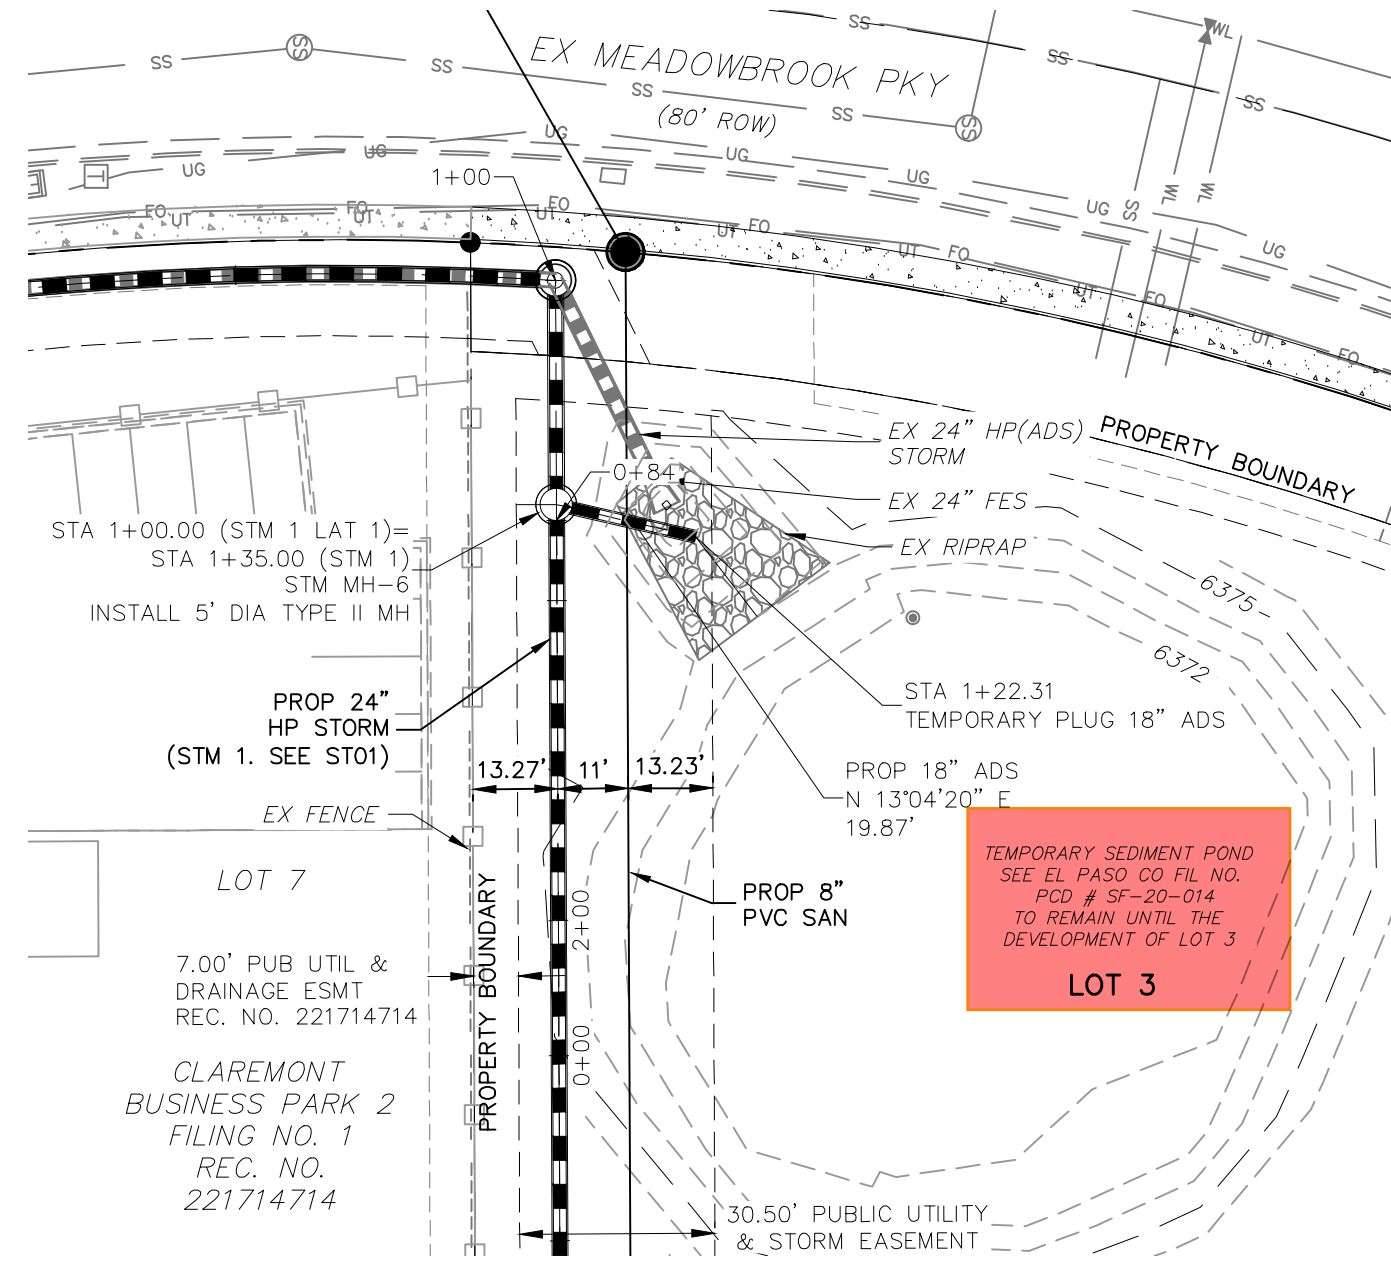 EX MEADOWBROOK PKY
(80' ROW)
SS
SS
SS
SS
SS
SS
SS
SS
SS
SS
WL
WL
WL
UG
UG
UG
UG
UG
UG
UG
T
E
FO
UT
FO
UT
FO
UT
UT
FO
UT
FO
UT
FO
UT
FO
1+00
EX 24" HP(ADS)
STORM
PROPERTY BOUNDARY
0+84
EX 24" FES
EX RIPRAP
STA 1+00.00 (STM 1 LAT 1)=
STA 1+35.00 (STM 1)
STM MH-6
INSTALL 5' DIA TYPE II MH
6375
6372
PROP 24"
HP STORM
(STM 1. SEE ST01)
STA 1+22.31
TEMPORARY PLUG 18" ADS
13.27'
11'
13.23'
PROP 18" ADS
N 13°04'20" E
19.87'
EX FENCE
TEMPORARY SEDIMENT POND
SEE EL PASO CO FIL NO.
PCD # SF-20-014
TO REMAIN UNTIL THE
DEVELOPMENT OF LOT 3
LOT 3
LOT 7
PROP 8"
PVC SAN
PROPERTY BOUNDARY
2+00
0+00
7.00' PUB UTIL &
DRAINAGE ESMT
REC. NO. 221714714
CLAREMONT
BUSINESS PARK 2
FILING NO. 1
REC. NO.
221714714
30.50' PUBLIC UTILITY
& STORM EASEMENT